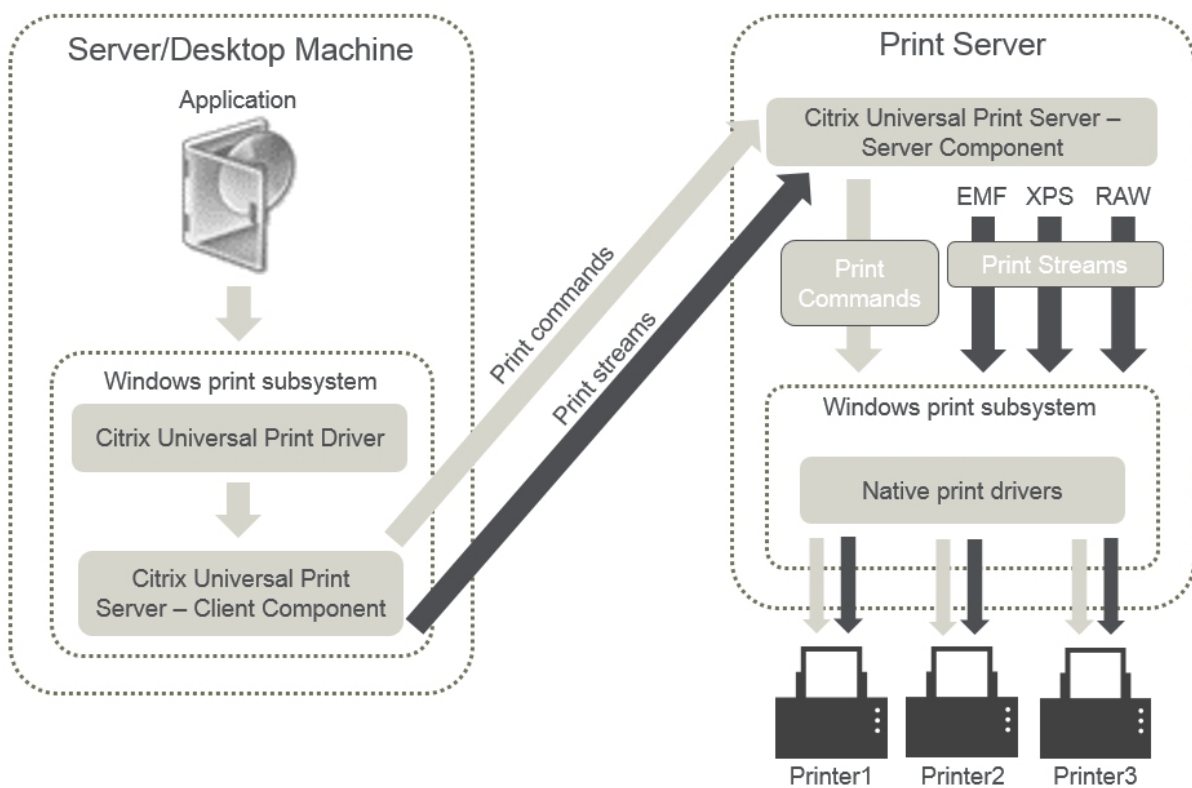 Server/Desktop Machine
Application
Windows print subsystem
Citrix Universal Print Driver
Citrix Universal Print
Server – Client Component
Print commands
Print streams
Print Server
Citrix Universal Print Server –
Server Component
EMF XPS RAW
Print
Commands
Print Streams
Windows print subsystem
Native print drivers
Printer1 Printer2 Printer3